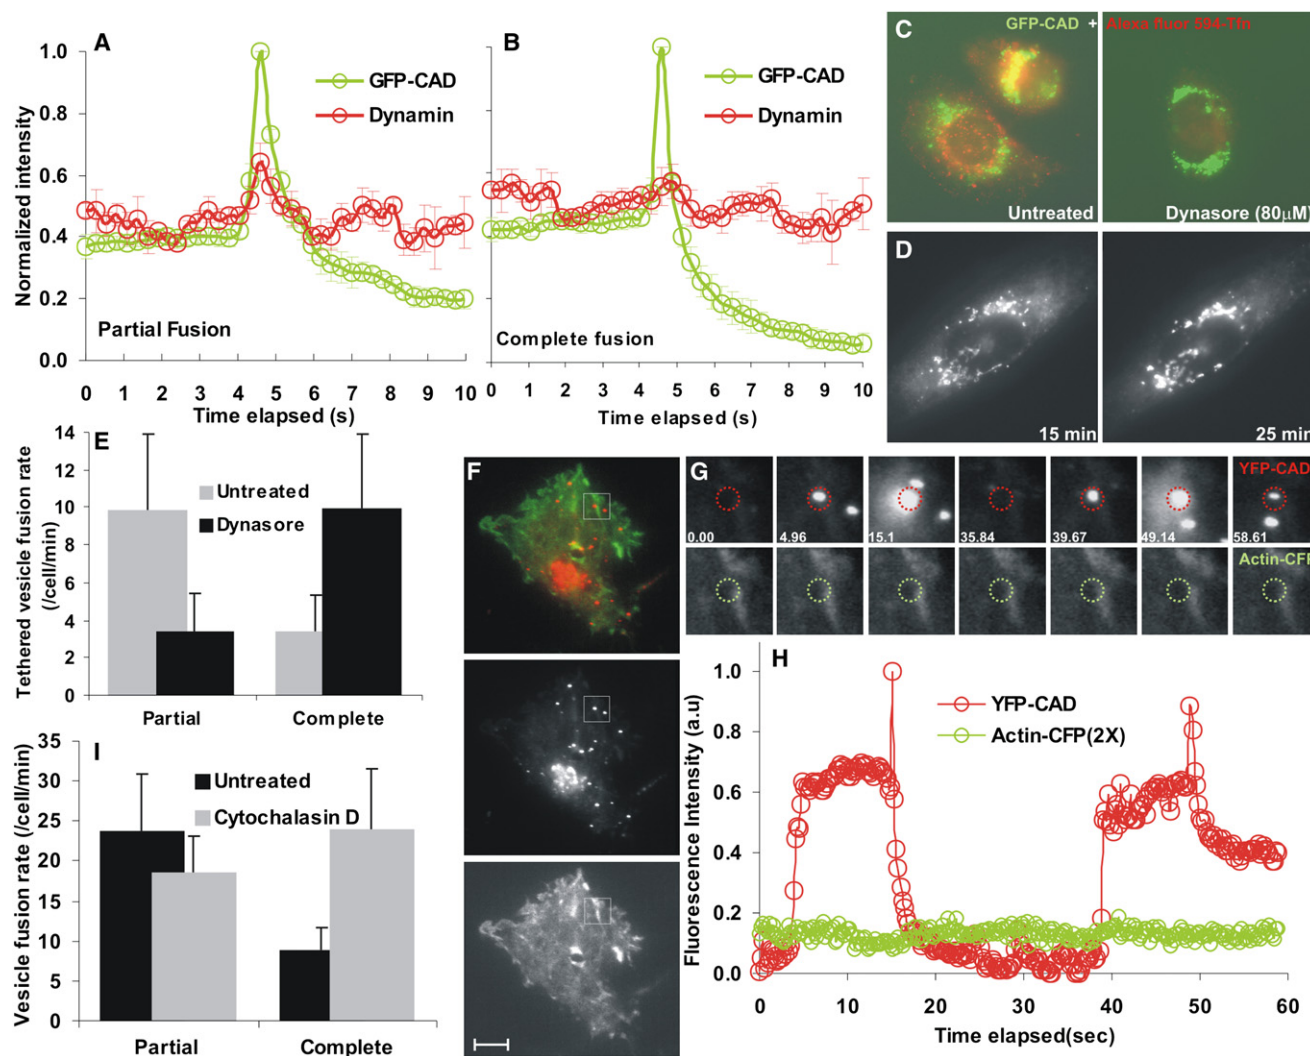 A
GFP-CAD
Dynamin
Normalized intensity
1.0
0.8
0.6
0.4
0.2
0.0
Partial Fusion
0 1 2 3 4 5 6 7 8 9 10
Time elapsed (s)
B
GFP-CAD
Dynamin
Complete fusion
0 1 2 3 4 5 6 7 8 9 10
Time elapsed (s)
C
GFP-CAD + Alexa fluor 594-Tfn
Untreated
Dynasore (80µM)
D
15 min
25 min
E
Tethered vesicle fusion rate
(/cell/min)
14
12
10
8
6
4
2
0
Untreated
Dynasore
Partial
Complete
F
G
YFP-CAD
0.00
4.96
15.1
35.84
39.67
49.14
58.61
Actin-CFP
H
Fluorescence Intensity (a.u)
1.0
0.8
0.6
0.4
0.2
0.0
YFP-CAD
Actin-CFP(2X)
0 10 20 30 40 50 60
Time elapsed(sec)
I
Vesicle fusion rate (/cell/min)
35
30
25
20
15
10
5
0
Untreated
Cytochalasin D
Partial
Complete